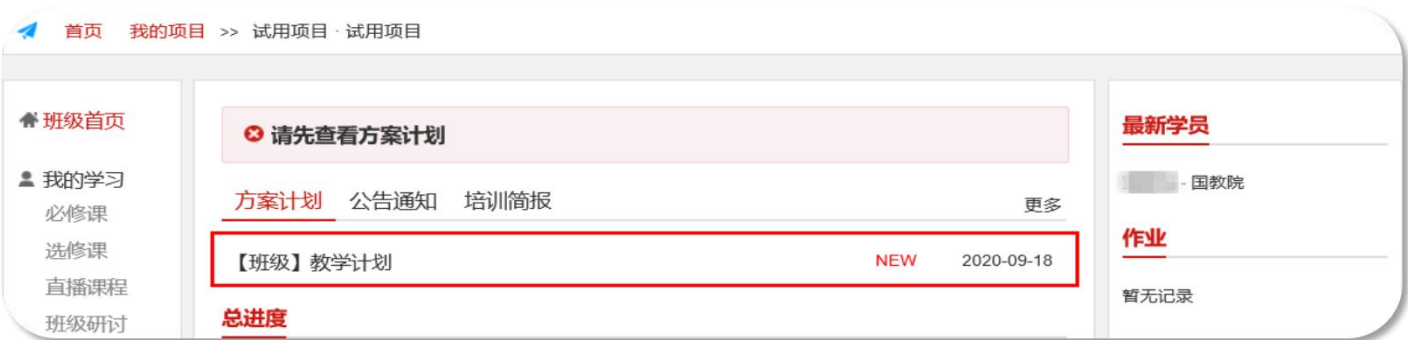 首页 我的项目 >> 试用项目 · 试用项目
班级首页
我的学习
必修课
选修课
直播课程
班级研讨
请先查看方案计划
方案计划 公告通知 培训简报 更多
【班级】教学计划 NEW 2020-09-18
总进度
最新学员
- 国教院
作业
暂无记录